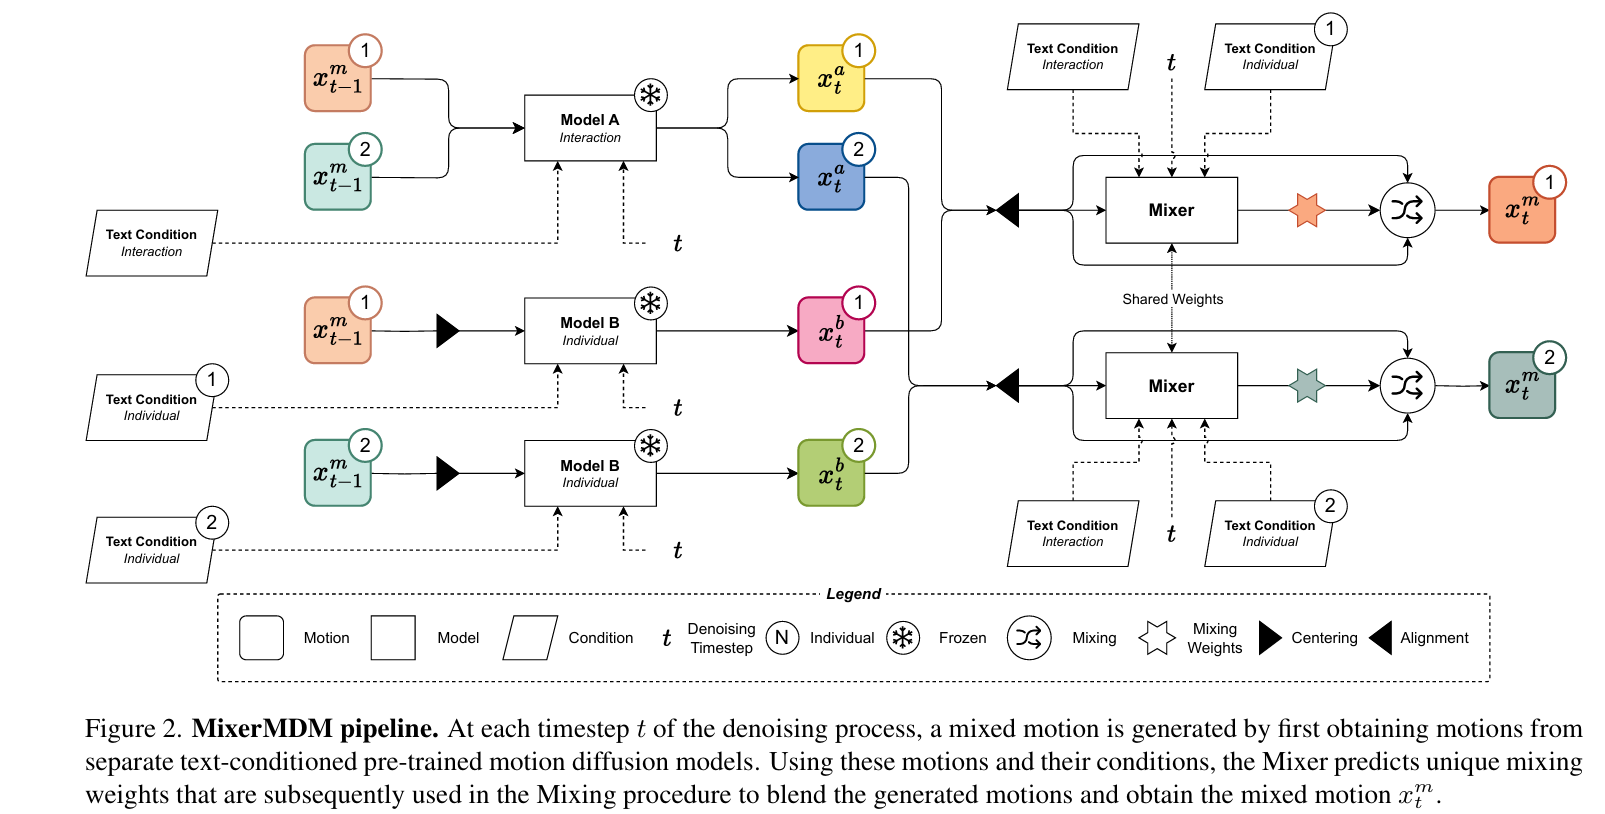 1
x^m_{t-1}
2
x^m_{t-1}
Model A
Interaction
Text Condition
Interaction
t
1
x^a_t
2
x^a_t
1
x^m_{t-1}
Model B
Individual
1
Text Condition
Individual
t
1
x^b_t
2
x^m_{t-1}
Model B
Individual
2
Text Condition
Individual
t
2
x^b_t
Text Condition
Interaction
t
1
Text Condition
Individual
Mixer
1
x^m_t
Shared Weights
Mixer
2
x^m_t
Text Condition
Interaction
t
2
Text Condition
Individual
Legend
Motion
Model
Condition
t
Denoising
Timestep
N
Individual
Frozen
Mixing
Mixing
Weights
Centering
Alignment
Figure 2. MixerMDM pipeline. At each timestep t of the denoising process, a mixed motion is generated by first obtaining motions from
separate text-conditioned pre-trained motion diffusion models. Using these motions and their conditions, the Mixer predicts unique mixing
weights that are subsequently used in the Mixing procedure to blend the generated motions and obtain the mixed motion x^m_t.